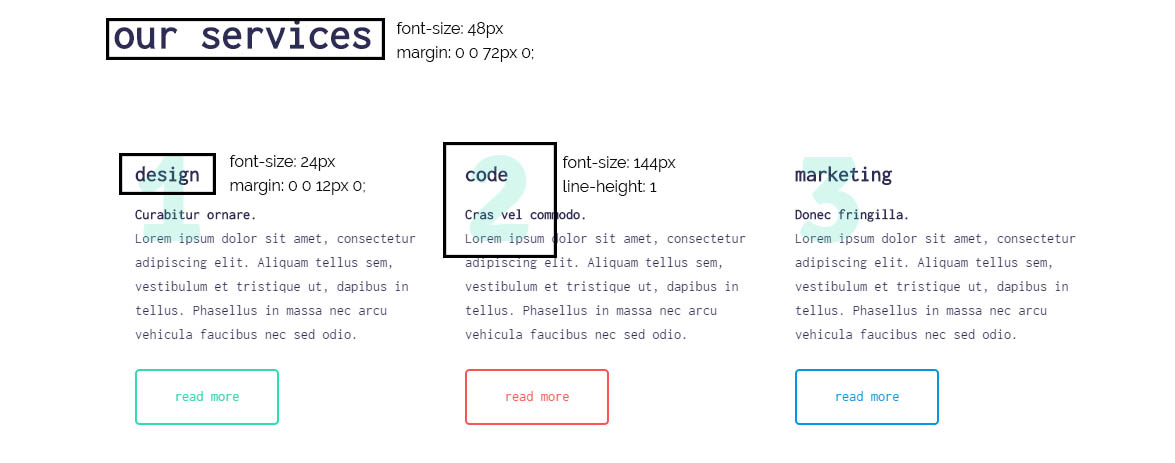 our services
font-size: 48px
margin: 0 0 72px 0;
1
design
font-size: 24px
margin: 0 0 12px 0;
Curabitur ornare.
Lorem ipsum dolor sit amet, consectetur
adipiscing elit. Aliquam tellus sem,
vestibulum et tristique ut, dapibus in
tellus. Phasellus in massa nec arcu
vehicula faucibus nec sed odio.
read more
2
code
font-size: 144px
line-height: 1
Cras vel commodo.
Lorem ipsum dolor sit amet, consectetur
adipiscing elit. Aliquam tellus sem,
vestibulum et tristique ut, dapibus in
tellus. Phasellus in massa nec arcu
vehicula faucibus nec sed odio.
read more
3
marketing
Donec fringilla.
Lorem ipsum dolor sit amet, consectetur
adipiscing elit. Aliquam tellus sem,
vestibulum et tristique ut, dapibus in
tellus. Phasellus in massa nec arcu
vehicula faucibus nec sed odio.
read more